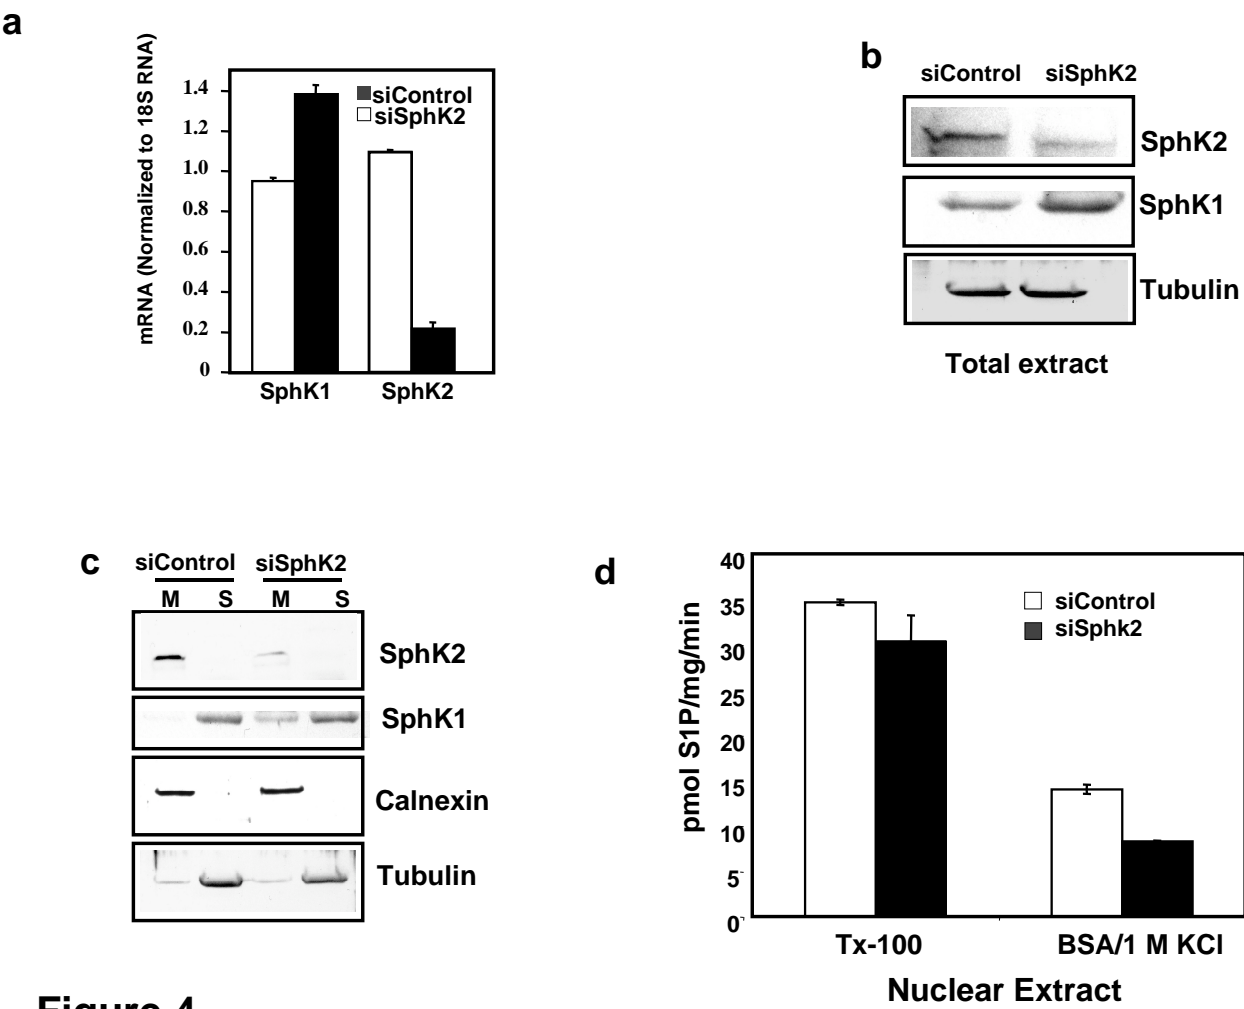 a
mRNA (Normalized to 18S RNA)
1.4
1.2
1.0
0.8
0.6
0.4
0.2
0
siControl
siSphK2
SphK1 SphK2
b
siControl siSphK2
SphK2
SphK1
Tubulin
Total extract
c
siControl siSphK2
M S M S
SphK2
SphK1
Calnexin
Tubulin
d
pmol S1P/mg/min
40
35
30
25
20
15
10
5
0
siControl
siSphk2
Tx-100 BSA/1 M KCl
Nuclear Extract
Figure 4